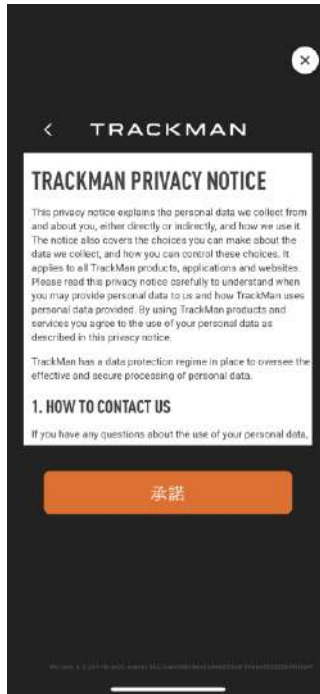 TRACKMAN
TRACKMAN PRIVACY NOTICE
This privacy notice explains the personal data we collect from
and about you, either directly or indirectly, and how we use it.
The notice also covers the choices you can make about the
data we collect, and how you can control these choices. It
applies to all TrackMan products, applications and websites.
Please read this privacy notice carefully to understand when
you may provide personal data to us and how TrackMan uses
personal data provided. By using TrackMan products and
services you agree to the use of your personal data as
described in this privacy notice.
TrackMan has a data protection regime in place to oversee the
effective and secure processing of personal data.
1. HOW TO CONTACT US
If you have any questions about the use of your personal data,
承諾